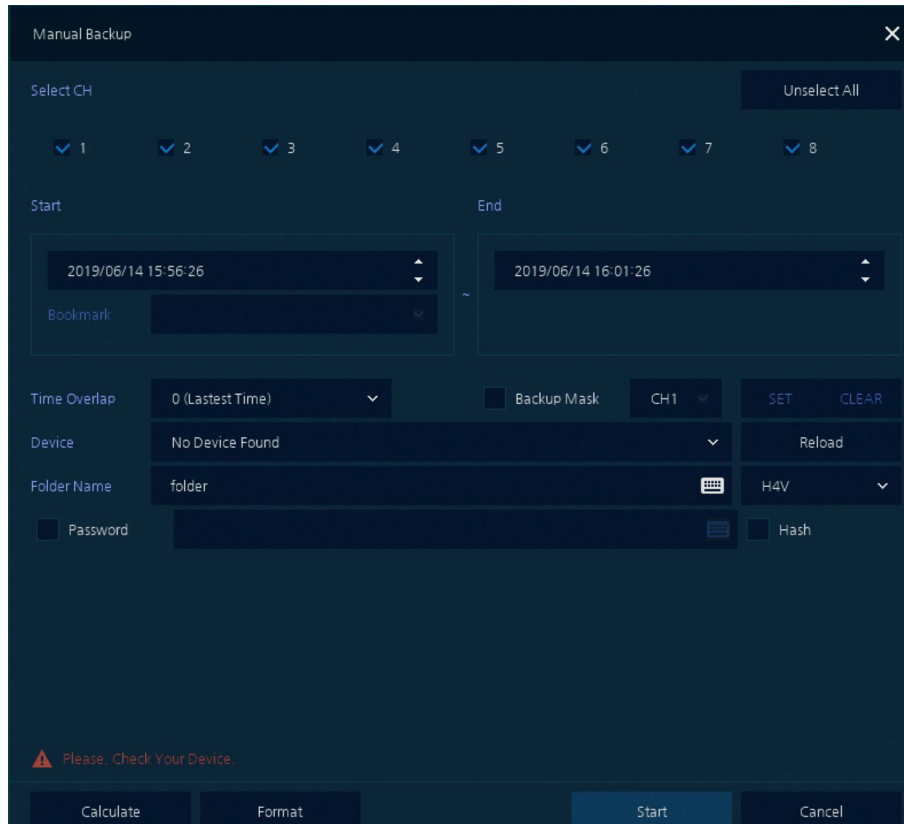 Manual Backup
Select CH Unselect All
1 2 3 4 5 6 7 8
Start End
2019/06/14 15:56:26 ~ 2019/06/14 16:01:26
Bookmark
Time Overlap 0 (Lastest Time) Backup Mask CH1 SET CLEAR
Device No Device Found Reload
Folder Name folder H4V
Password Hash
Please, Check Your Device.
Calculate Format Start Cancel